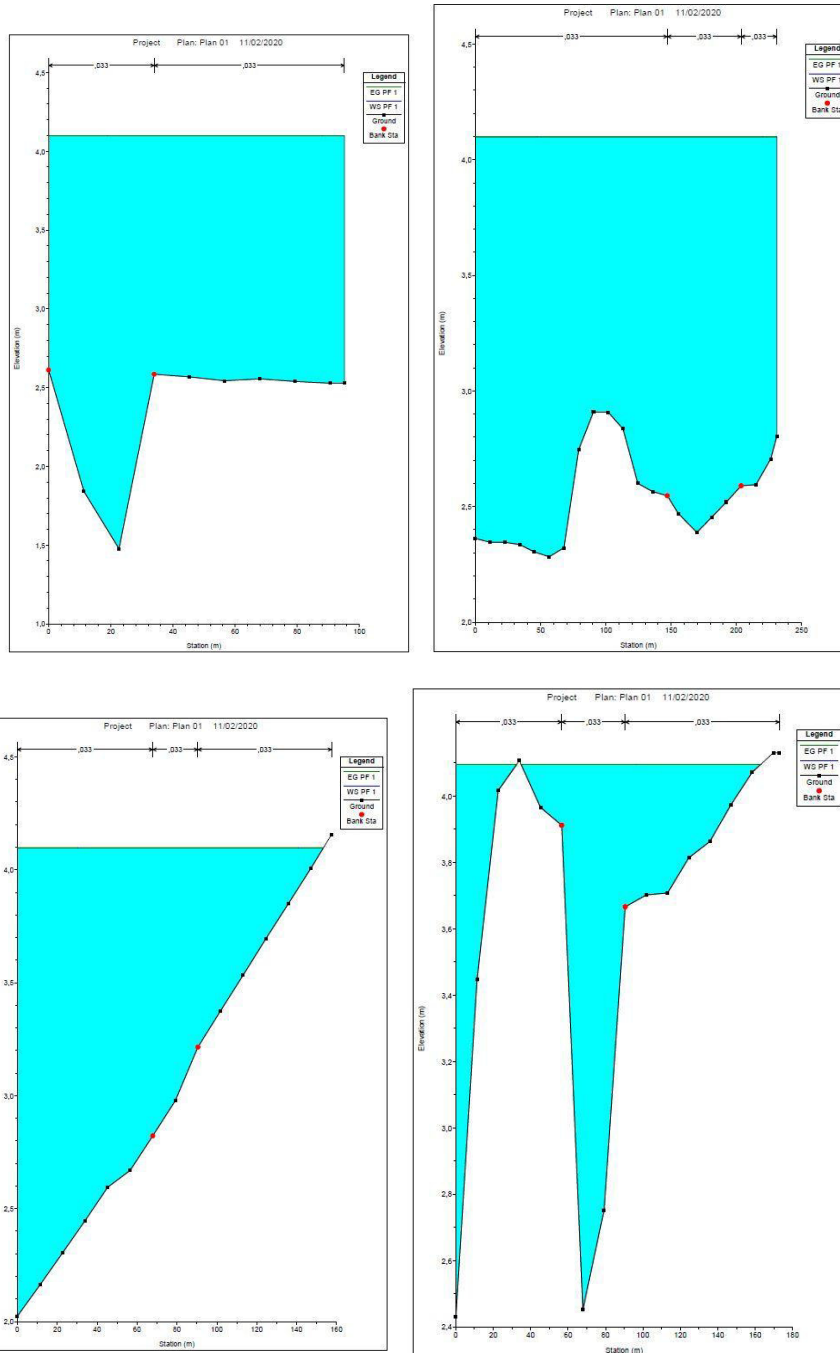 Project Plan: Plan 01 11/02/2020
,033 ,033
Legend
EG PF 1
WS PF 1
Ground
Bank Sta
4,5
4,0
3,5
3,0
2,5
2,0
1,5
1,0
Elevation (m)
0 20 40 60 80 100
Station (m)
Project Plan: Plan 01 11/02/2020
,033 ,033 ,033
Legend
EG PF 1
WS PF 1
Ground
Bank Sta
4,5
4,0
3,5
3,0
2,5
2,0
Elevation (m)
0 50 100 150 200 250
Station (m)
Project Plan: Plan 01 11/02/2020
,033 ,033 ,033
Legend
EG PF 1
WS PF 1
Ground
Bank Sta
4,5
4,0
3,5
3,0
2,5
2,0
0 20 40 60 80 100 120 140 160
Station (m)
Project Plan: Plan 01 11/02/2020
,033 ,033 ,033
Legend
EG PF 1
WS PF 1
Ground
Bank Sta
4,0
3,8
3,6
3,4
3,2
3,0
2,8
2,6
2,4
Elevation (m)
0 20 40 60 80 100 120 140 160 180
Station (m)